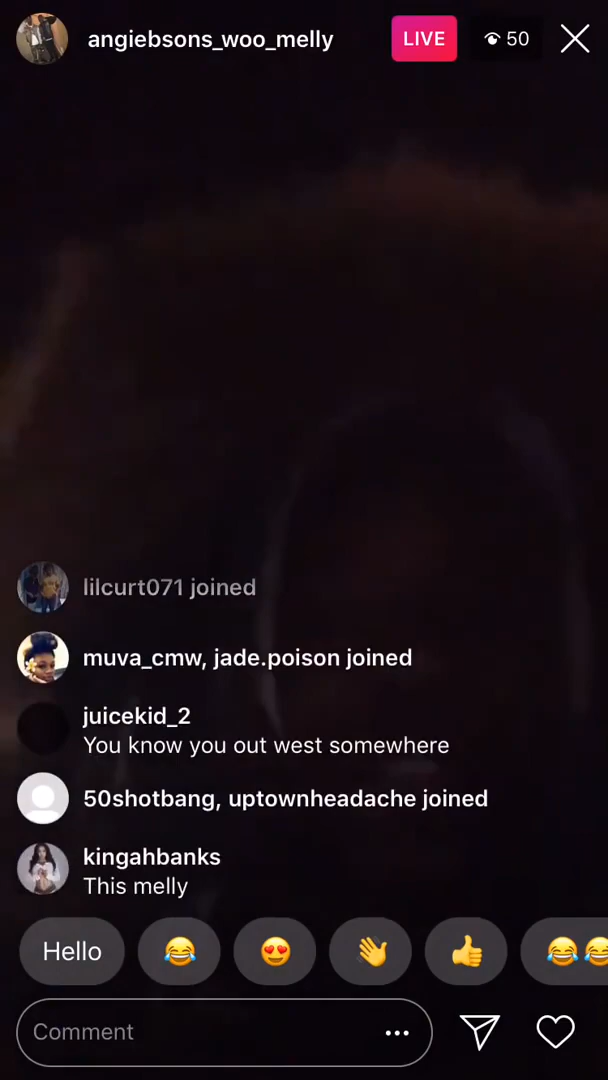 angiebsons_woo_melly
LIVE
50
lilcurt071 joined
muva_cmw, jade.poison joined
juicekid_2
You know you out west somewhere
50shotbang, uptownheadache joined
kingahbanks
This melly
Hello
Comment